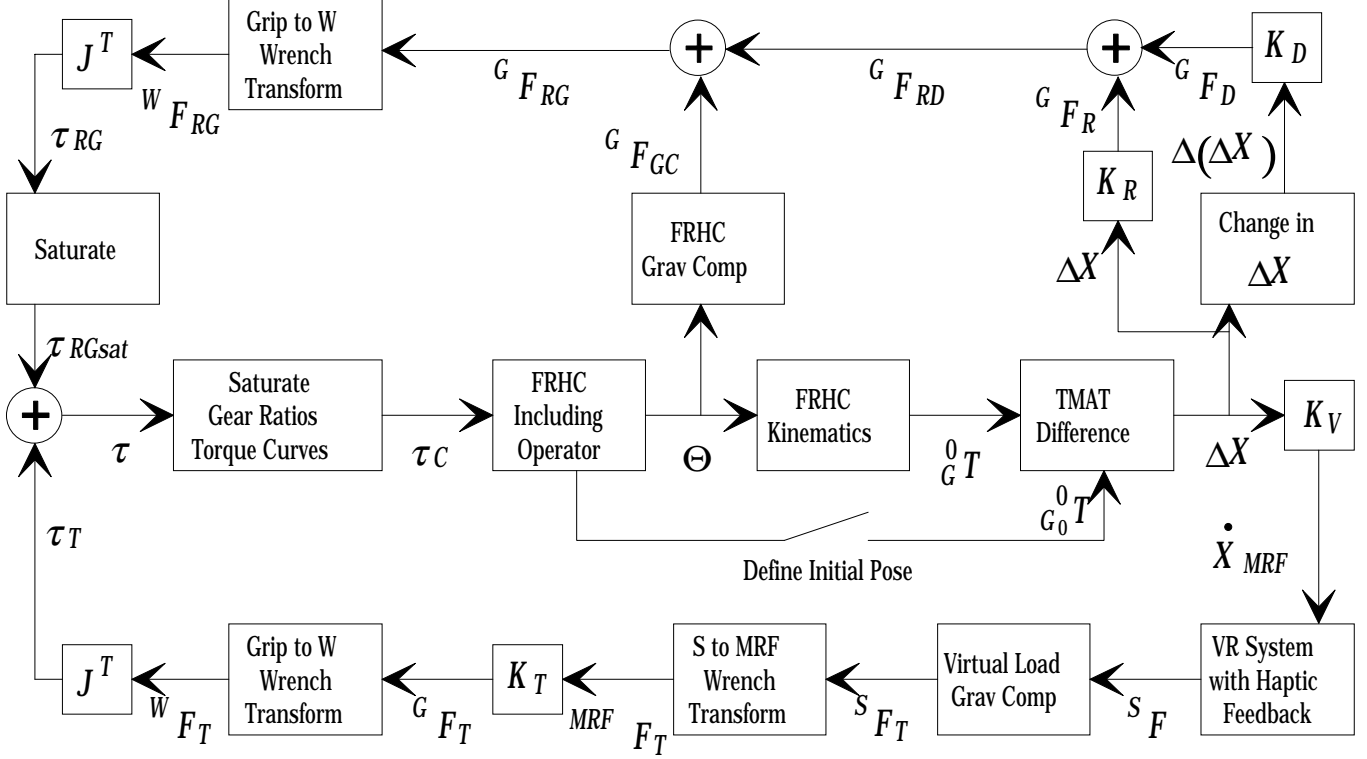 J^T
Grip to W
Wrench
Transform
+
+
K_D
^W F_RG
^G F_RG
^G F_RD
^G F_R
^G F_D
τ_RG
^G F_GC
K_R
Δ(ΔX)
Saturate
FRHC
Grav Comp
ΔX
Change in
ΔX
τ_RGsat
+
Saturate
Gear Ratios
Torque Curves
FRHC
Including
Operator
FRHC
Kinematics
TMAT
Difference
K_V
τ
τ_C
Θ
^0_G T
^0_G_0 T
ΔX
τ_T
Define Initial Pose
Ẋ_MRF
J^T
Grip to W
Wrench
Transform
K_T
S to MRF
Wrench
Transform
Virtual Load
Grav Comp
VR System
with Haptic
Feedback
^W F_T
^G F_T
^MRF F_T
^S F_T
^S F